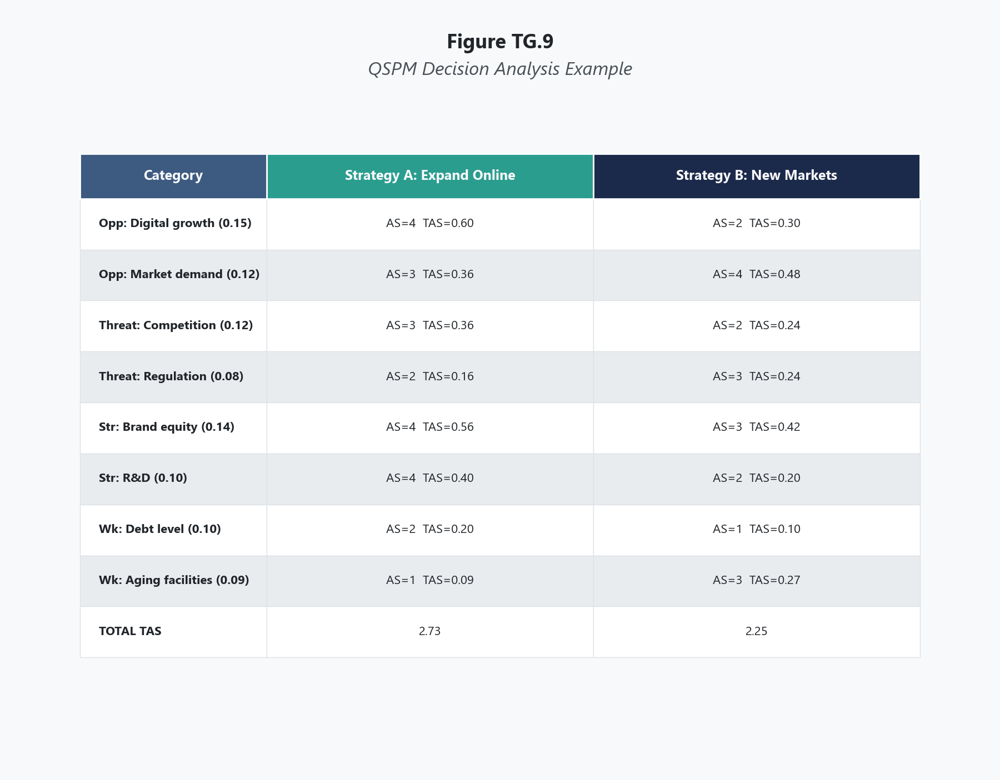 Figure TG.9
QSPM Decision Analysis Example
Category Strategy A: Expand Online Strategy B: New Markets
Opp: Digital growth (0.15) AS=4 TAS=0.60 AS=2 TAS=0.30
Opp: Market demand (0.12) AS=3 TAS=0.36 AS=4 TAS=0.48
Threat: Competition (0.12) AS=3 TAS=0.36 AS=2 TAS=0.24
Threat: Regulation (0.08) AS=2 TAS=0.16 AS=3 TAS=0.24
Str: Brand equity (0.14) AS=4 TAS=0.56 AS=3 TAS=0.42
Str: R&D (0.10) AS=4 TAS=0.40 AS=2 TAS=0.20
Wk: Debt level (0.10) AS=2 TAS=0.20 AS=1 TAS=0.10
Wk: Aging facilities (0.09) AS=1 TAS=0.09 AS=3 TAS=0.27
TOTAL TAS 2.73 2.25